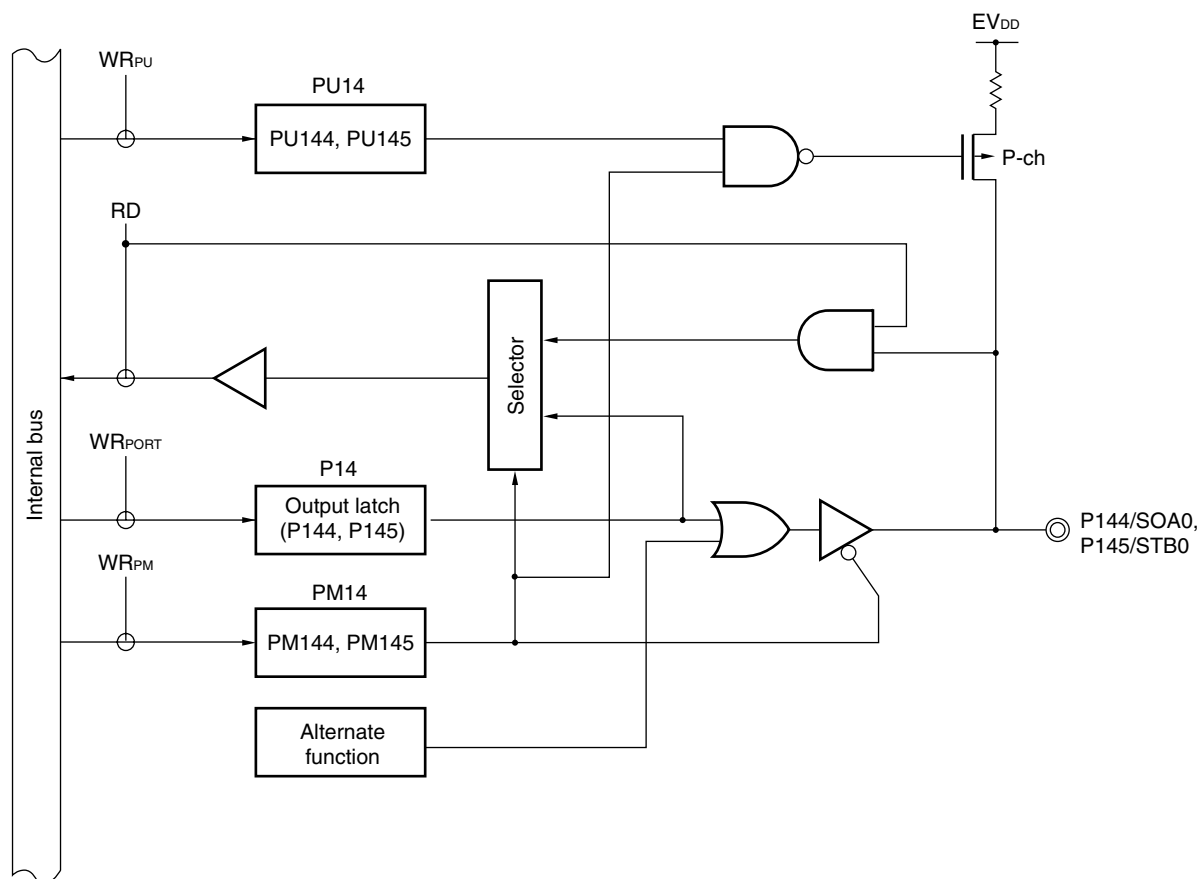 EVDD
WRPU
PU14
PU144, PU145
P-ch
RD
Selector
Internal bus
WRPORT
P14
Output latch
(P144, P145)
P144/SOA0,
P145/STB0
WRPM
PM14
PM144, PM145
Alternate
function